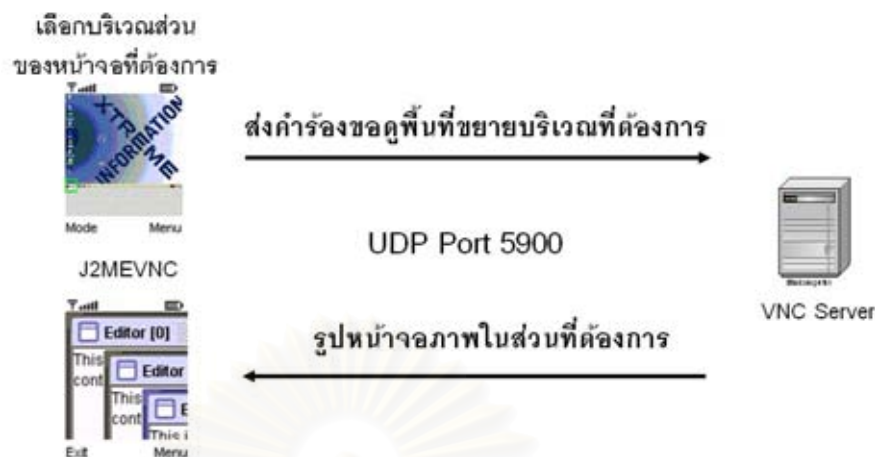 เลือกบริเวณส่วน
ของหน้าจอที่ต้องการ
XTR ME
INFORMATION
Mode Menu
J2MEVNC
ส่งคำร้องขอดูพื้นที่ขยายบริเวณที่ต้องการ
UDP Port 5900
VNC Server
รูปหน้าจอภาพในส่วนที่ต้องการ
Editor [0]
This
cont
Editor
This
cont
E
This i
Exit Menu